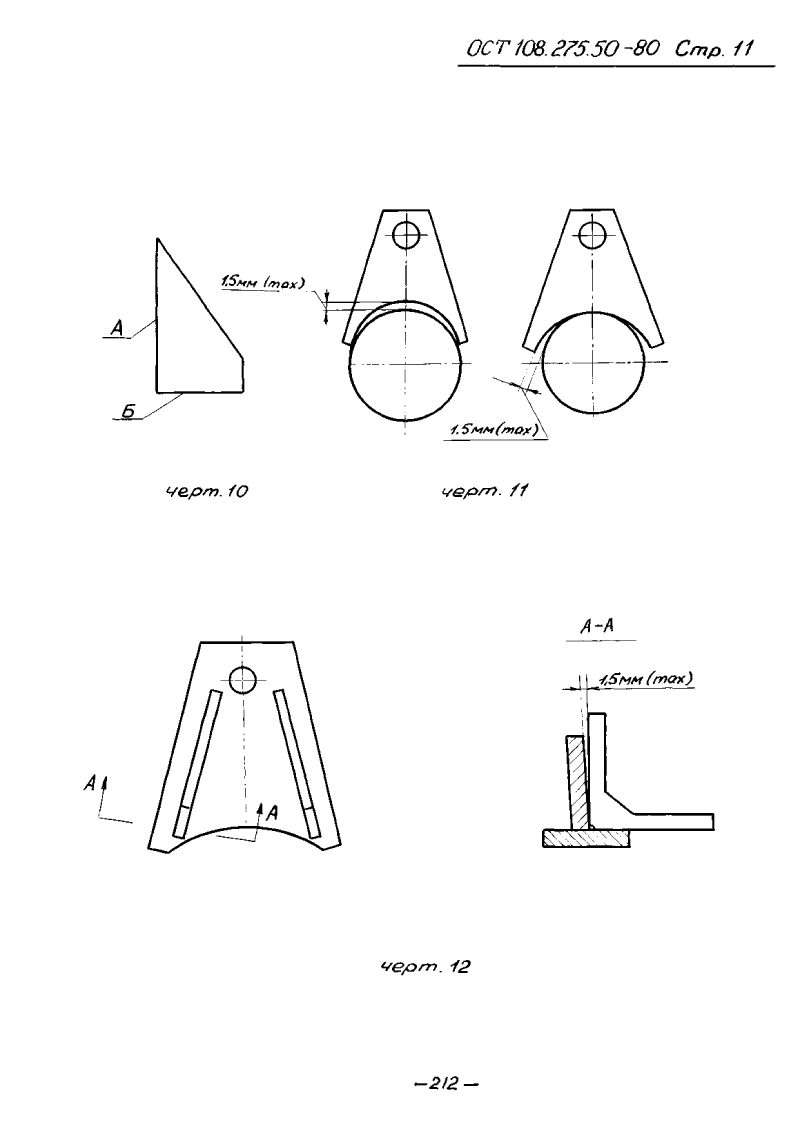 ОСТ 108.275.50-80 Стр. 11
1.5мм (max)
А
Б
1.5мм (max)
черт. 10
черт. 11
А-А
1,5мм (max)
А
А
черт. 12
-212-